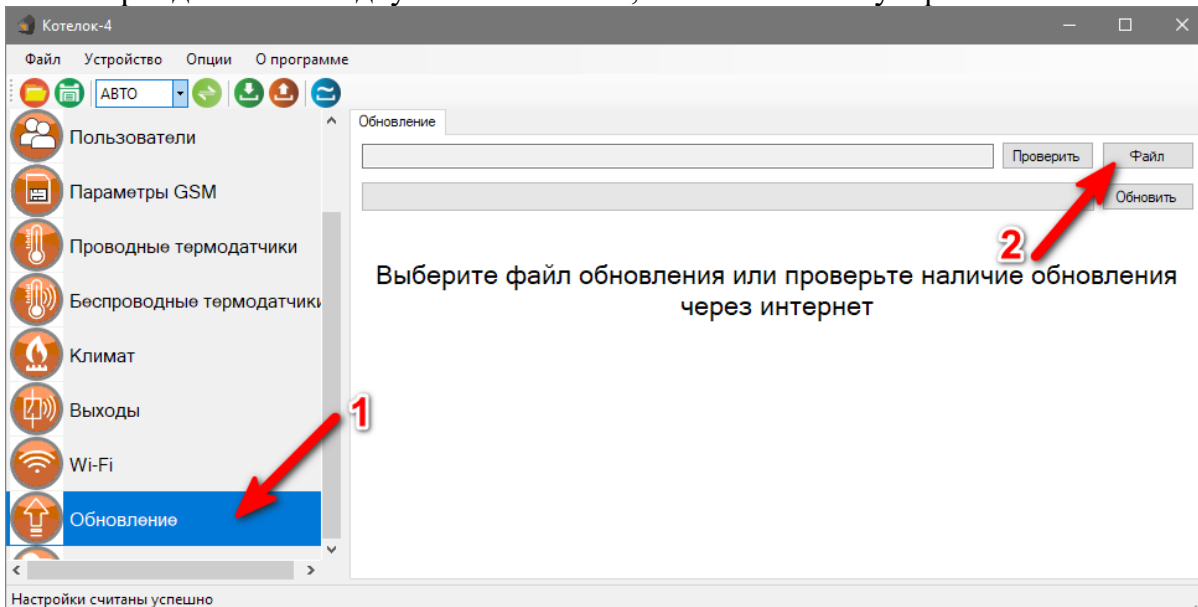 Котелок-4
Файл Устройство Опции О программе
АВТО
Пользователи
Параметры GSM
Проводные термодатчики
Беспроводные термодатчики
Климат
Выходы
Wi-Fi
Обновление
Обновление
Проверить Файл
Обновить
Выберите файл обновления или проверьте наличие обновления
через интернет
1
2
Настройки считаны успешно